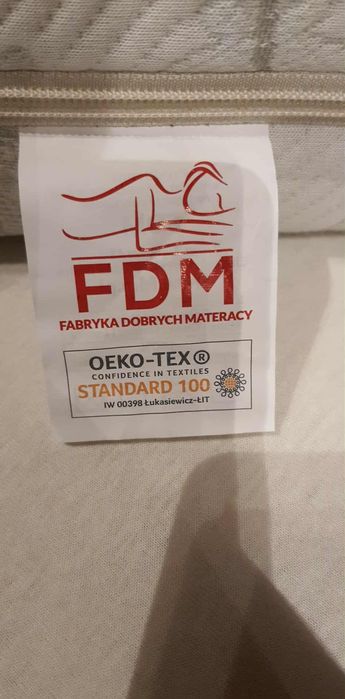 FDM
FABRYKA DOBRYCH MATERACY
OEKO-TEX®
CONFIDENCE IN TEXTILES
STANDARD 100
IW 00398 Łukasiewicz-ŁIT